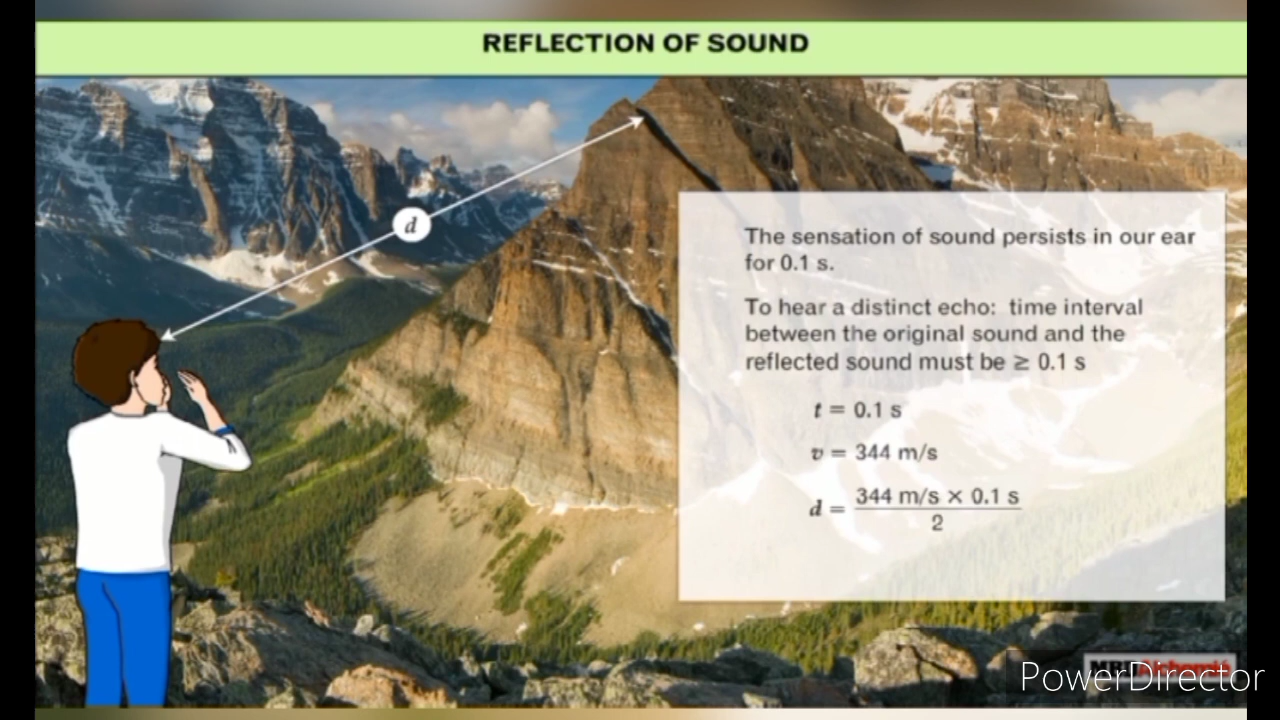 REFLECTION OF SOUND
d
The sensation of sound persists in our ear
for 0.1 s.
To hear a distinct echo: time interval
between the original sound and the
reflected sound must be ≥ 0.1 s
t = 0.1 s
v = 344 m/s
d = 344 m/s × 0.1 s
2
PowerDirector